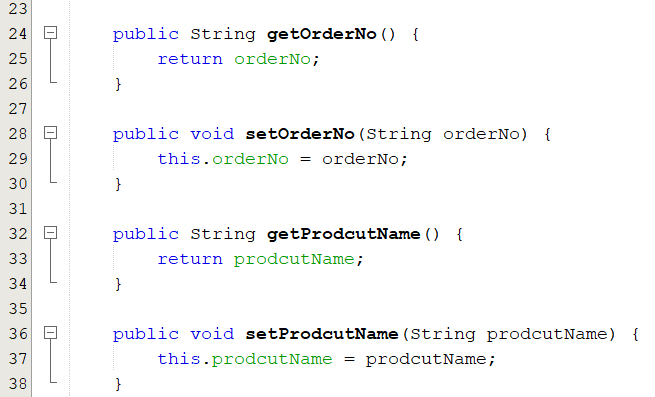 23
24 public String getOrderNo() {
25 return orderNo;
26 }
27
28 public void setOrderNo(String orderNo) {
29 this.orderNo = orderNo;
30 }
31
32 public String getProdcutName() {
33 return prodcutName;
34 }
35
36 public void setProdcutName(String prodcutName) {
37 this.prodcutName = prodcutName;
38 }